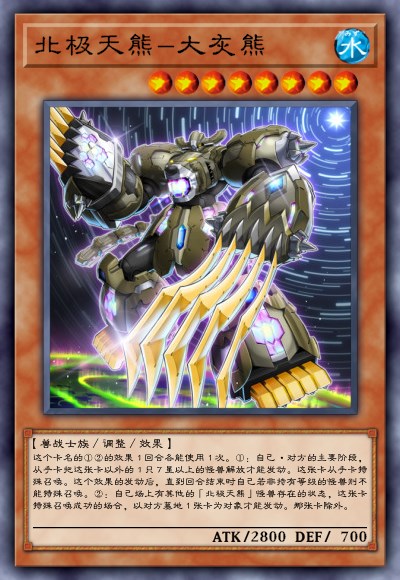 北极天熊-大灰熊
水
【兽战士族/调整/效果】
这个卡名的①②的效果1回合各能使用1次。①：自己·对方的主要阶段，
从手卡把这张卡以外的1只7星以上的怪兽解放才能发动。这张卡从手卡特
殊召唤。这个效果的发动后，直到回合结束时自己若非持有等级的怪兽则不
能特殊召唤。②：自己场上有其他的「北极天熊」怪兽存在的状态，这张卡
特殊召唤成功的场合，以对方墓地1张卡为对象才能发动。那张卡除外。
ATK/2800 DEF/ 700